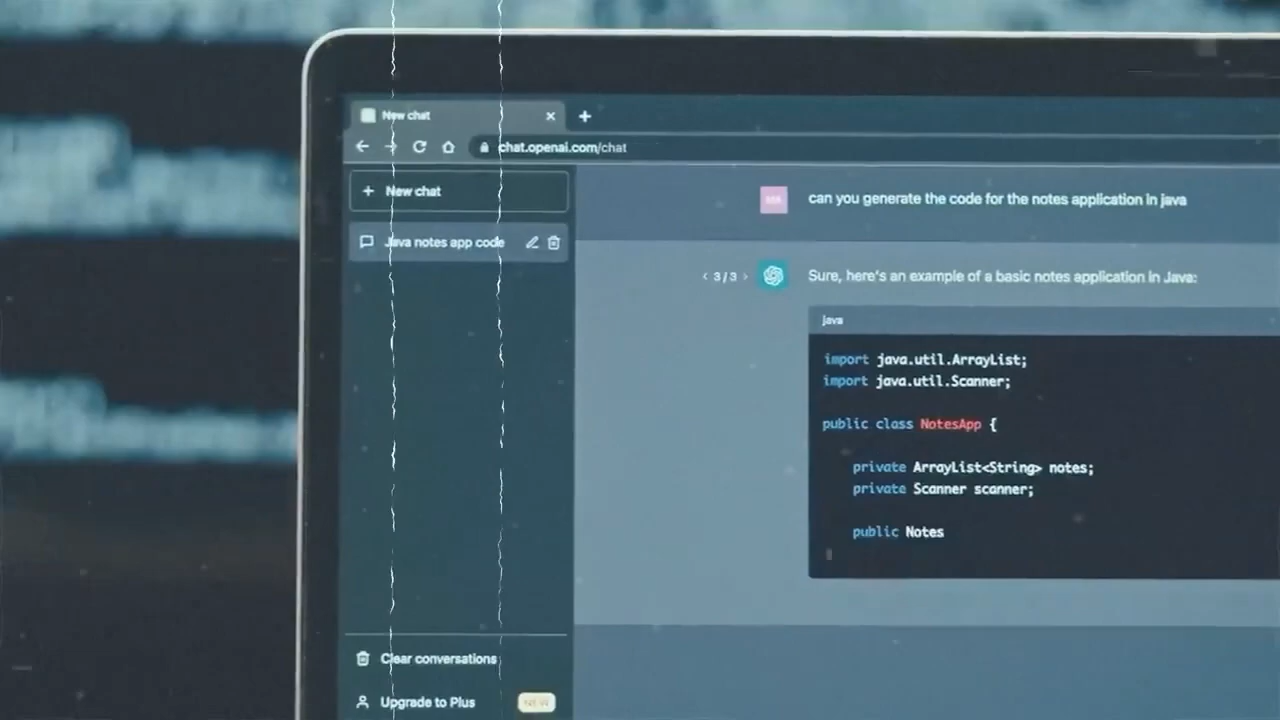 New chat
chat.openai.com/chat
New chat
Java notes app code
Clear conversations
Upgrade to Plus NEW
can you generate the code for the notes application in java
< 3 / 3 >
Sure, here's an example of a basic notes application in Java:
java
import java.util.ArrayList;
import java.util.Scanner;
public class NotesApp {
private ArrayList<String> notes;
private Scanner scanner;
public Notes